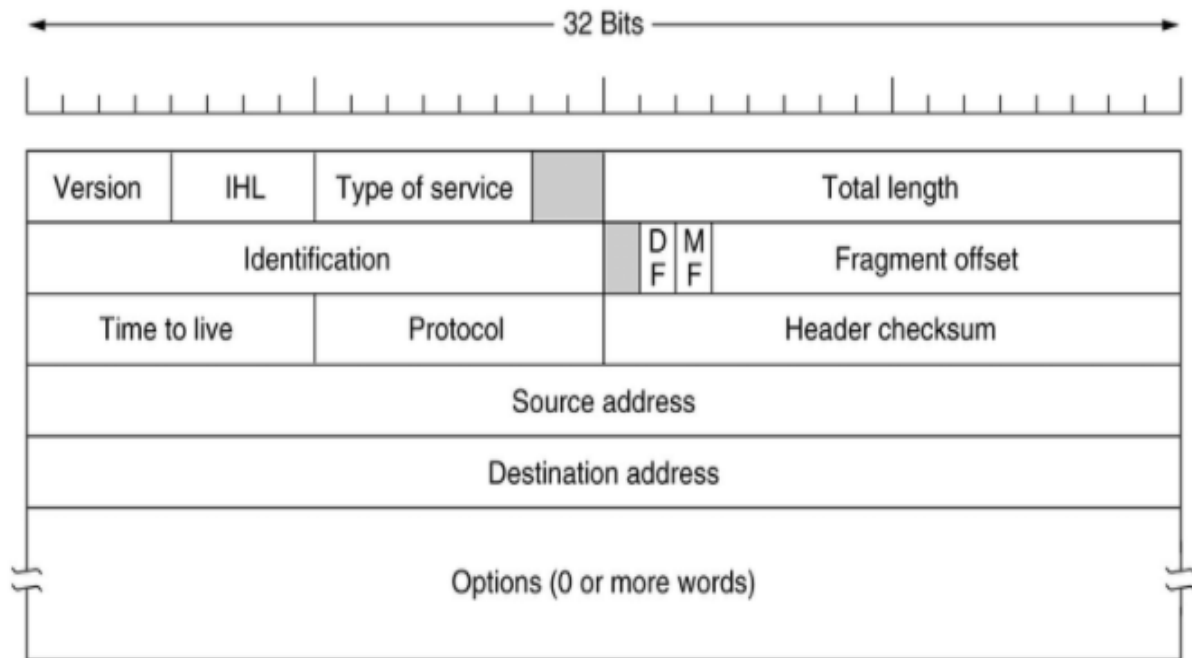 32 Bits
Version IHL Type of service Total length
Identification D F M F Fragment offset
Time to live Protocol Header checksum
Source address
Destination address
Options (0 or more words)